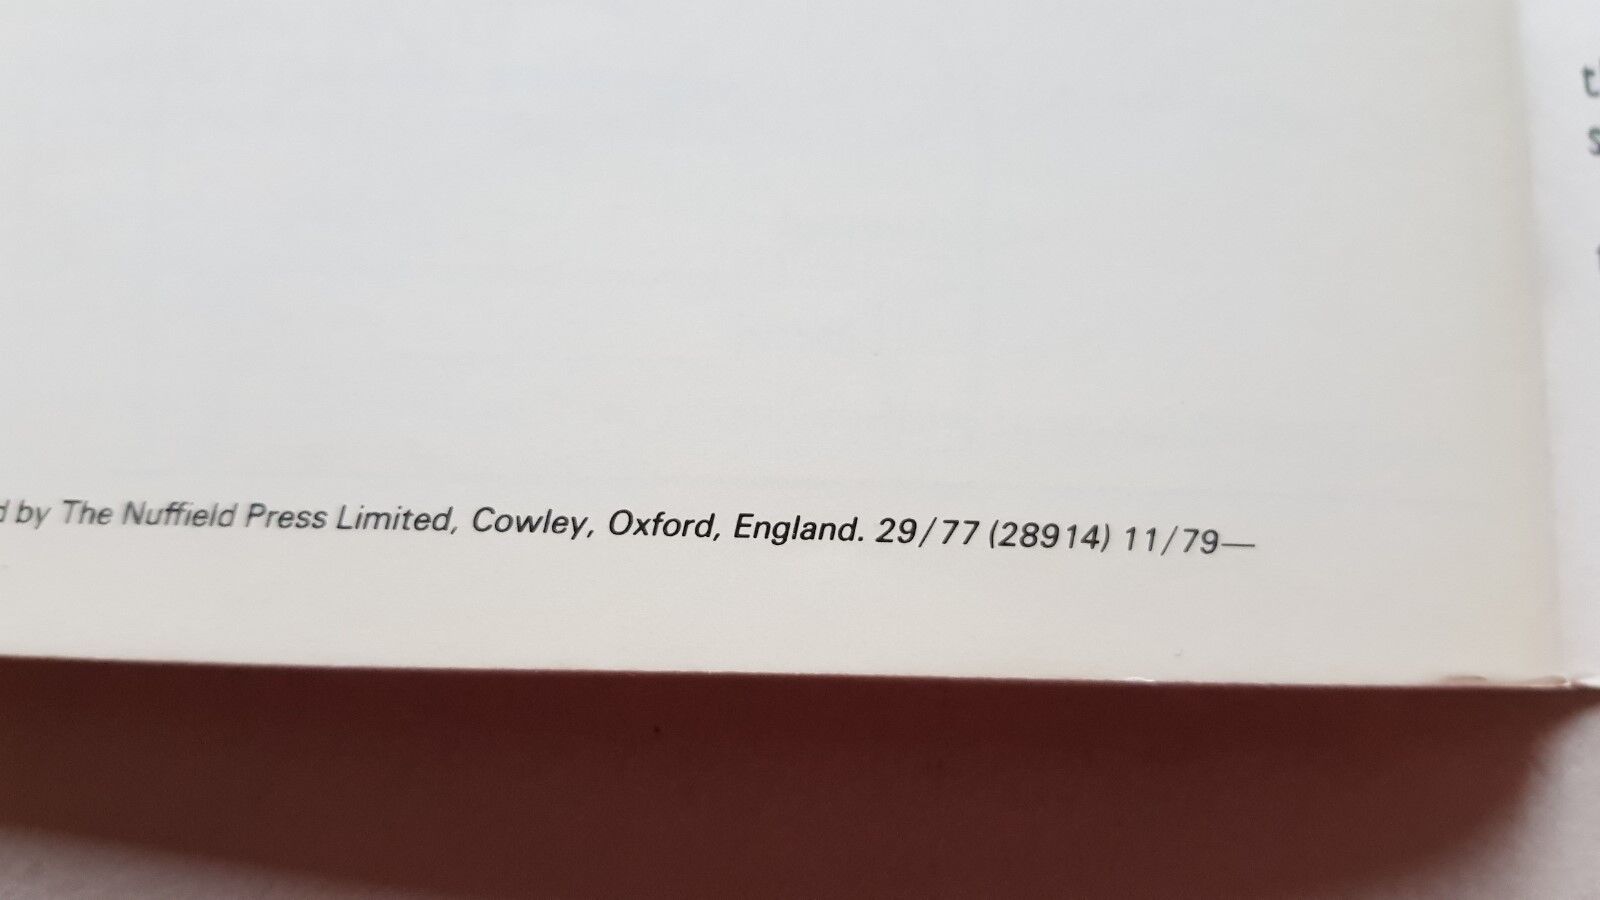 d by The Nuffield Press Limited, Cowley, Oxford, England. 29/77 (28914) 11/79—